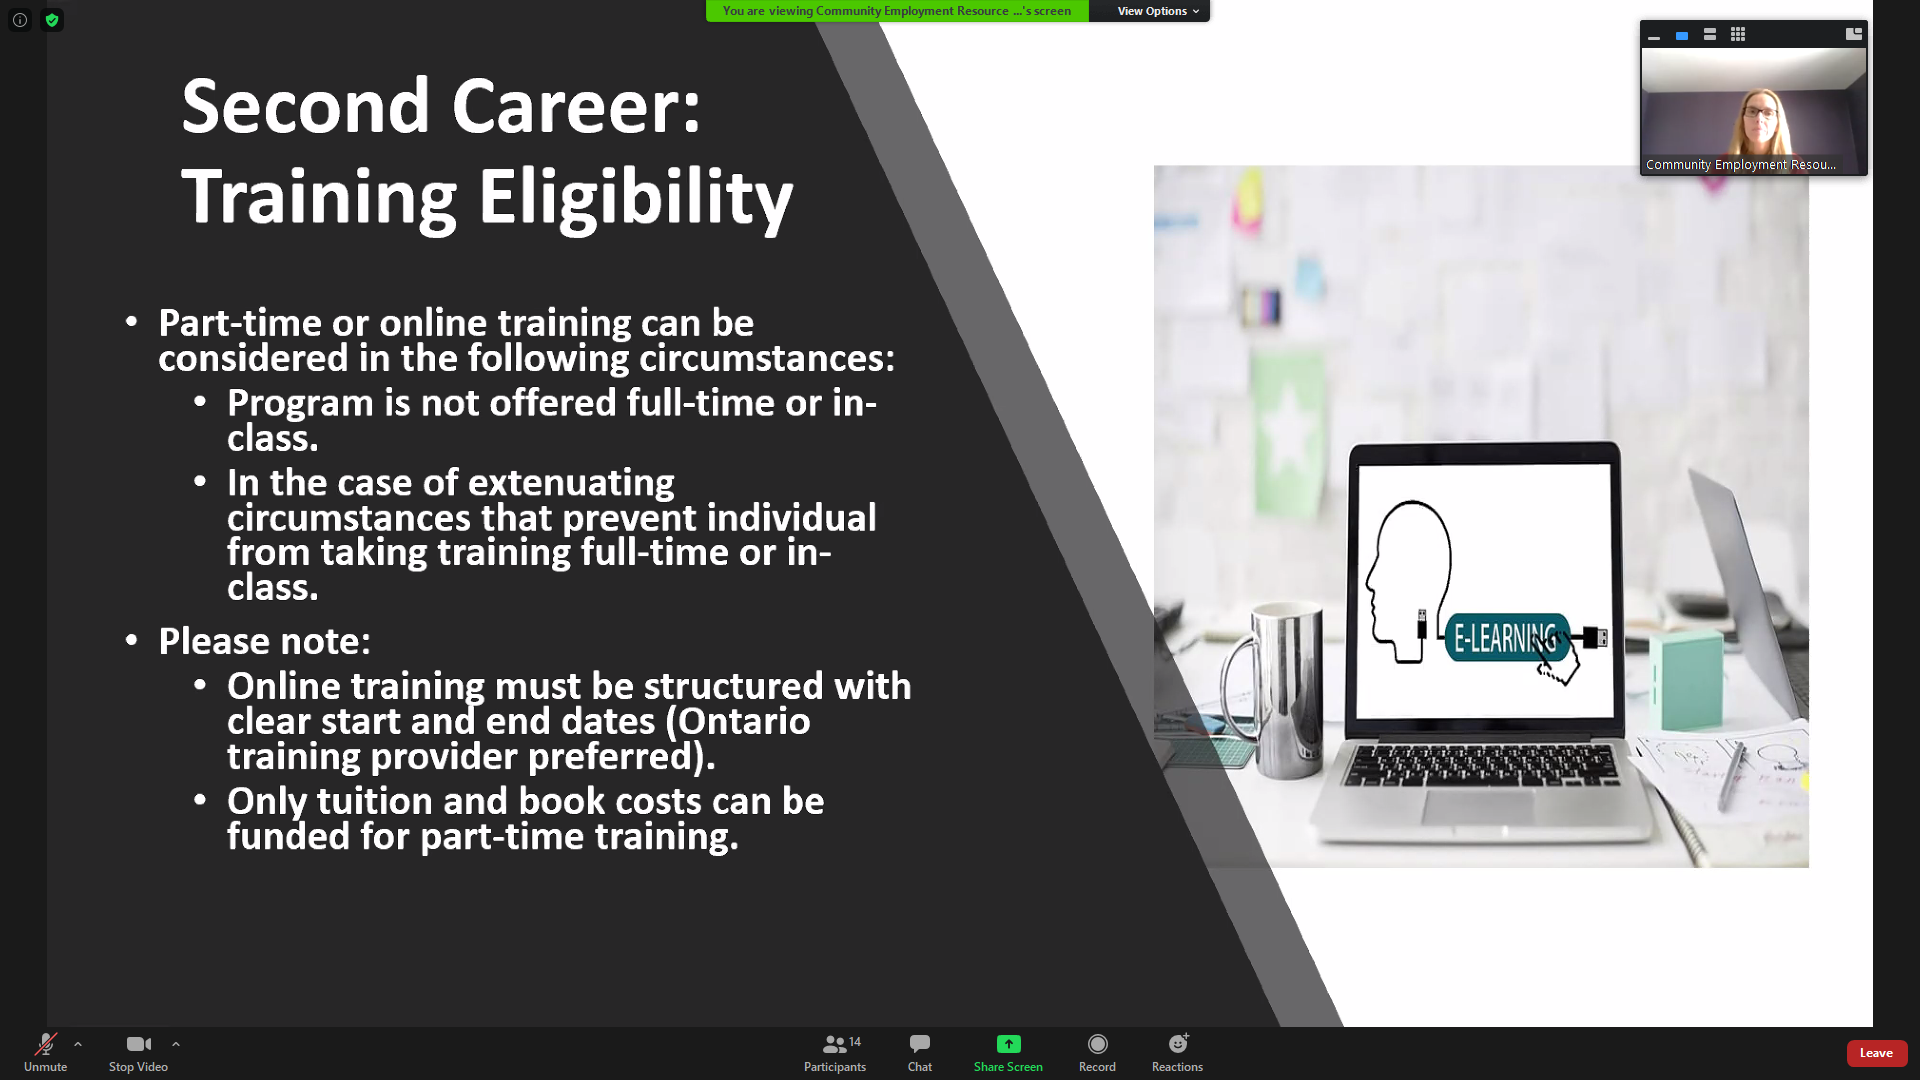 You are viewing Community Employment Resource ...'s screen
View Options
Second Career:
Training Eligibility
Community Employment Resou...
• Part-time or online training can be
considered in the following circumstances:
• Program is not offered full-time or in-
class.
• In the case of extenuating
circumstances that prevent individual
from taking training full-time or in-
class.
• Please note:
• Online training must be structured with
clear start and end dates (Ontario
training provider preferred).
• Only tuition and book costs can be
funded for part-time training.
E-LEARNING
Unmute
Stop Video
14
Participants
Chat
Share Screen
Record
Reactions
Leave